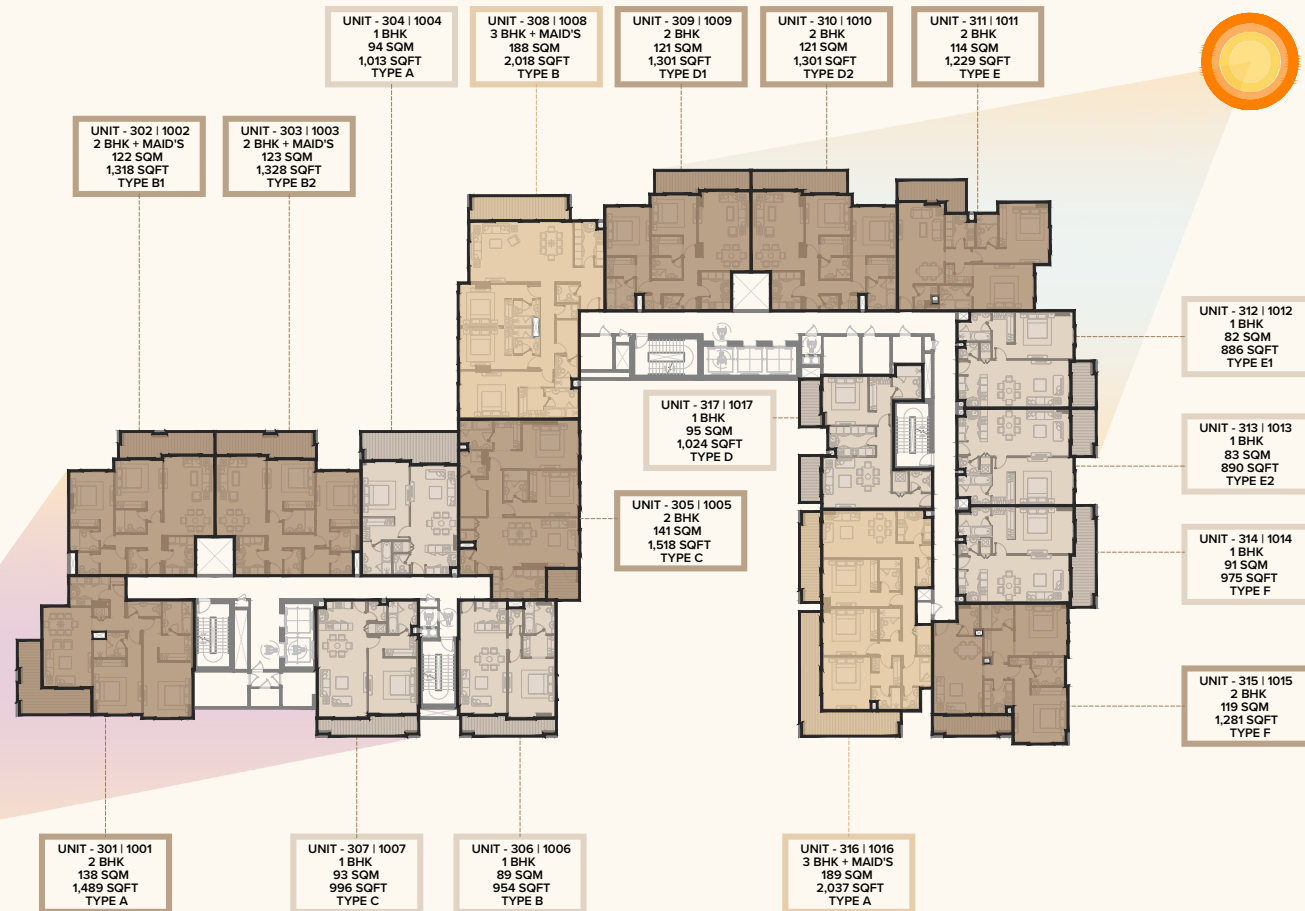 UNIT - 304 | 1004
1 BHK
94 SQM
1,013 SQFT
TYPE A
UNIT - 308 | 1008
3 BHK + MAID'S
188 SQM
2,018 SQFT
TYPE B
UNIT - 309 | 1009
2 BHK
121 SQM
1,301 SQFT
TYPE D1
UNIT - 310 | 1010
2 BHK
121 SQM
1,301 SQFT
TYPE D2
UNIT - 311 | 1011
2 BHK
114 SQM
1,229 SQFT
TYPE E
UNIT - 302 | 1002
2 BHK + MAID'S
122 SQM
1,318 SQFT
TYPE B1
UNIT - 303 | 1003
2 BHK + MAID'S
123 SQM
1,328 SQFT
TYPE B2
UNIT - 312 | 1012
1 BHK
82 SQM
886 SQFT
TYPE E1
UNIT - 317 | 1017
1 BHK
95 SQM
1,024 SQFT
TYPE D
UNIT - 313 | 1013
1 BHK
83 SQM
890 SQFT
TYPE E2
UNIT - 305 | 1005
2 BHK
141 SQM
1,518 SQFT
TYPE C
UNIT - 314 | 1014
1 BHK
91 SQM
975 SQFT
TYPE F
UNIT - 315 | 1015
2 BHK
119 SQM
1,281 SQFT
TYPE F
UNIT - 301 | 1001
2 BHK
138 SQM
1,489 SQFT
TYPE A
UNIT - 307 | 1007
1 BHK
93 SQM
996 SQFT
TYPE C
UNIT - 306 | 1006
1 BHK
89 SQM
954 SQFT
TYPE B
UNIT - 316 | 1016
3 BHK + MAID'S
189 SQM
2,037 SQFT
TYPE A